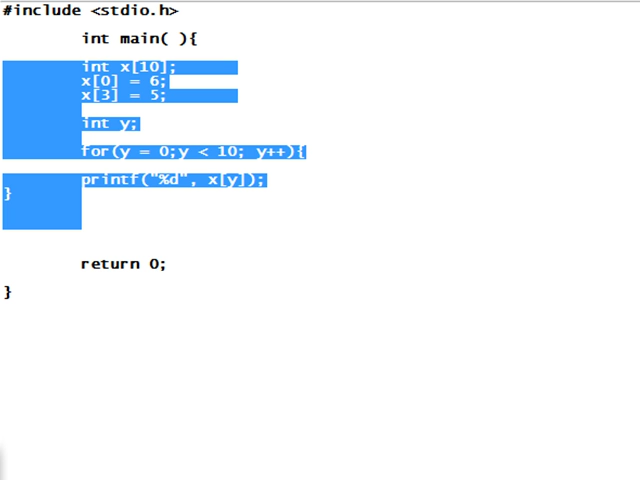 #include <stdio.h>
int main( ){
int x[10];
x[0] = 6;
x[3] = 5;
int y;
for(y = 0;y < 10; y++){
printf("%d", x[y]);
}
return 0;
}